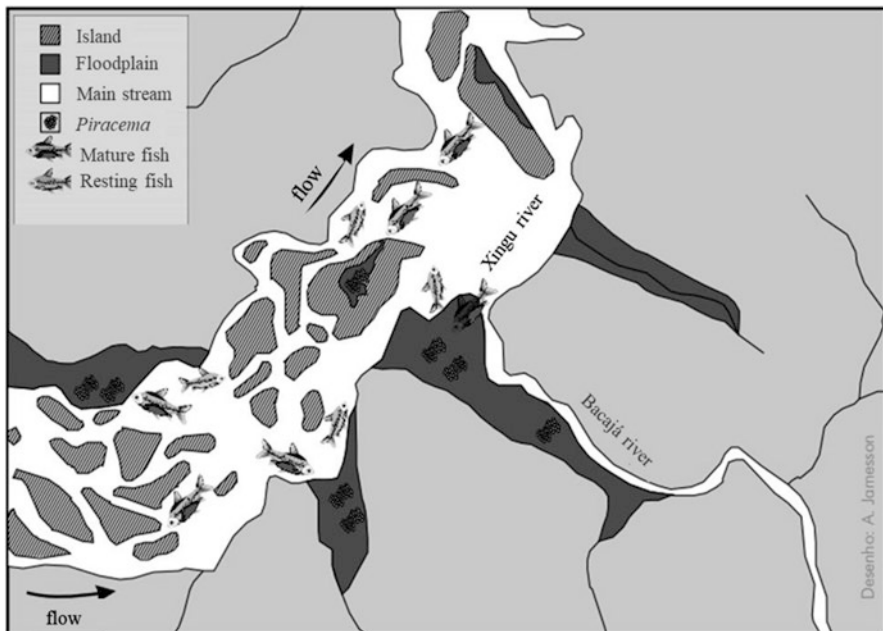 Island
Floodplain
Main stream
Piracema
Mature fish
Resting fish
flow
Xingu river
Bacajá river
flow
Desenho: A. Jamesson